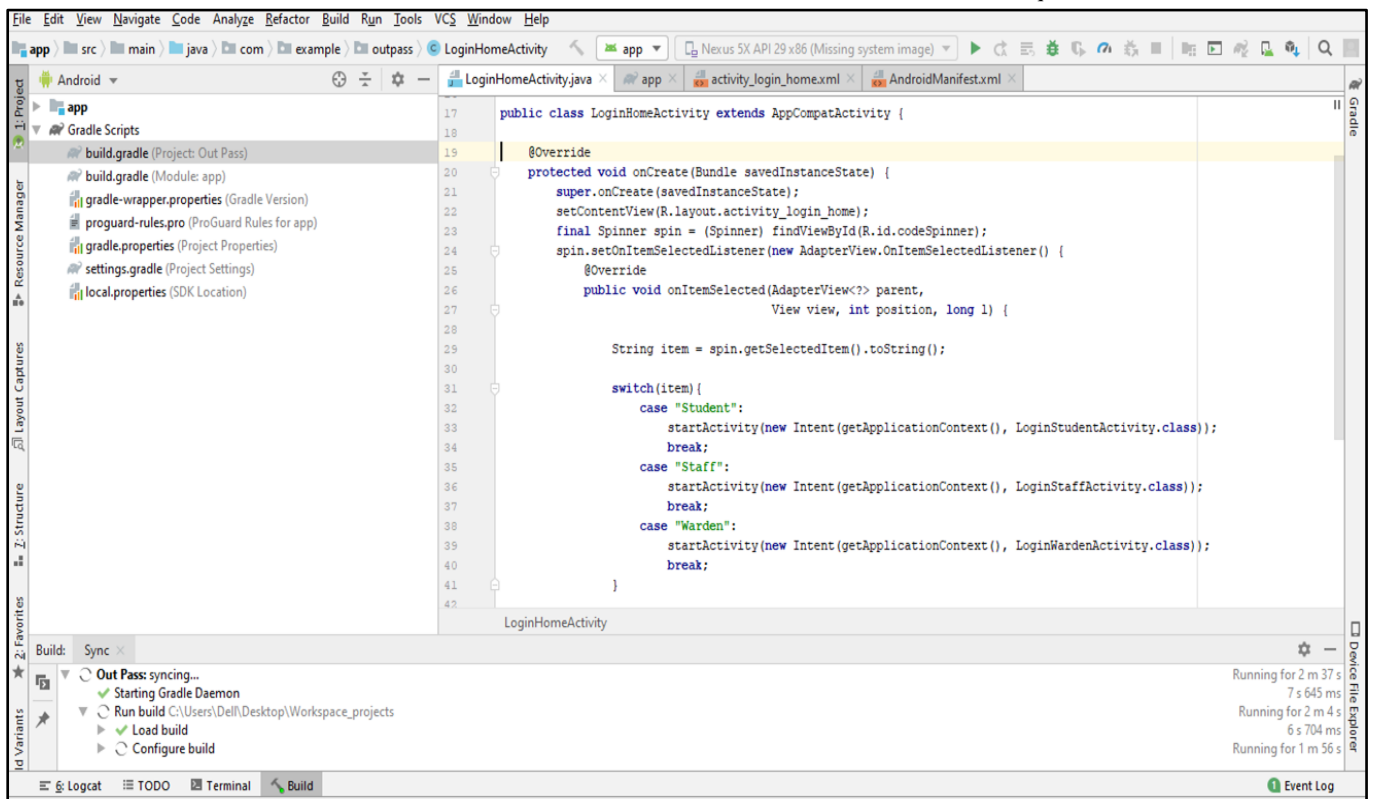 File Edit View Navigate Code Analyze Refactor Build Run Tools VCS Window Help
app src main java com example outpass LoginHomeActivity app Nexus 5X API 29 x86 (Missing system image)
Android
LoginHomeActivity.java app activity_login_home.xml AndroidManifest.xml
1: Project
Resource Manager
Layout Captures
7: Structure
2: Favorites
ld Variants
app
Gradle Scripts
build.gradle (Project: Out Pass)
build.gradle (Module: app)
gradle-wrapper.properties (Gradle Version)
proguard-rules.pro (ProGuard Rules for app)
gradle.properties (Project Properties)
settings.gradle (Project Settings)
local.properties (SDK Location)
17 public class LoginHomeActivity extends AppCompatActivity {
18
19 @Override
20 protected void onCreate(Bundle savedInstanceState) {
21 super.onCreate(savedInstanceState);
22 setContentView(R.layout.activity_login_home);
23 final Spinner spin = (Spinner) findViewById(R.id.codeSpinner);
24 spin.setOnItemSelectedListener(new AdapterView.OnItemSelectedListener() {
25 @Override
26 public void onItemSelected(AdapterView<?> parent,
27 View view, int position, long l) {
28
29 String item = spin.getSelectedItem().toString();
30
31 switch(item){
32 case "Student":
33 startActivity(new Intent(getApplicationContext(), LoginStudentActivity.class));
34 break;
35 case "Staff":
36 startActivity(new Intent(getApplicationContext(), LoginStaffActivity.class));
37 break;
38 case "Warden":
39 startActivity(new Intent(getApplicationContext(), LoginWardenActivity.class));
40 break;
41 }
42
LoginHomeActivity
Gradle
Device File Explorer
Build: Sync
Out Pass: syncing... Running for 2 m 37 s
Starting Gradle Daemon 7 s 645 ms
Run build C:\Users\Dell\Desktop\Workspace_projects Running for 2 m 4 s
Load build 6 s 704 ms
Configure build Running for 1 m 56 s
6: Logcat TODO Terminal Build 1 Event Log